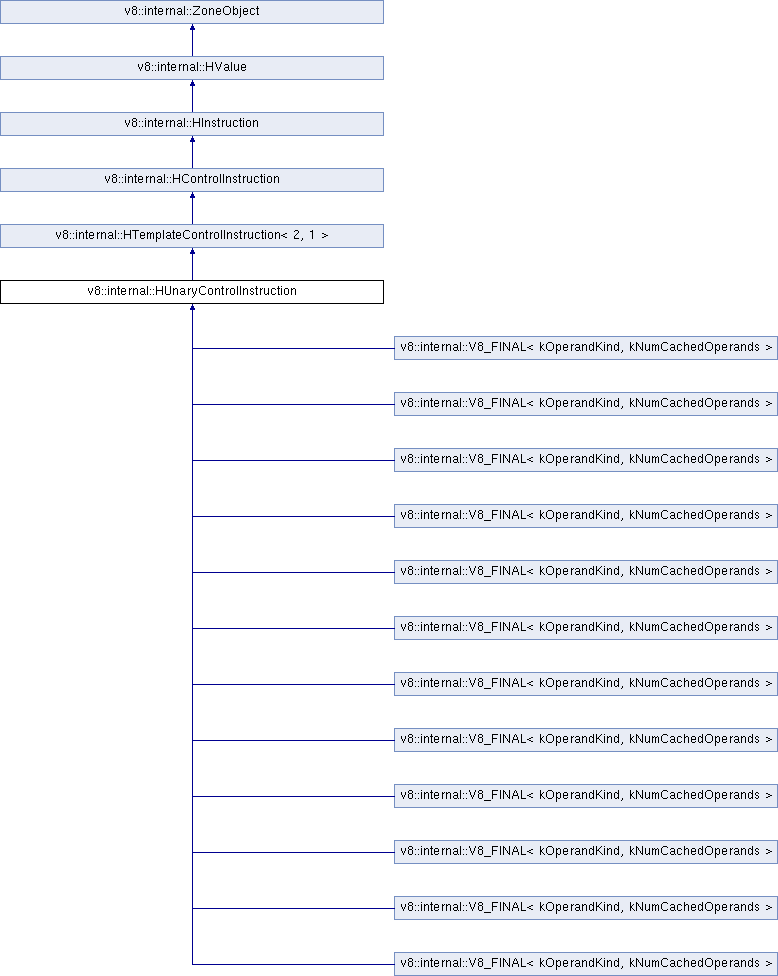 v8::internal::ZoneObject
v8::internal::HValue
v8::internal::HInstruction
v8::internal::HControlInstruction
v8::internal::HTemplateControlInstruction< 2, 1 >
v8::internal::HUnaryControlInstruction
v8::internal::V8_FINAL< kOperandKind, kNumCachedOperands >
v8::internal::V8_FINAL< kOperandKind, kNumCachedOperands >
v8::internal::V8_FINAL< kOperandKind, kNumCachedOperands >
v8::internal::V8_FINAL< kOperandKind, kNumCachedOperands >
v8::internal::V8_FINAL< kOperandKind, kNumCachedOperands >
v8::internal::V8_FINAL< kOperandKind, kNumCachedOperands >
v8::internal::V8_FINAL< kOperandKind, kNumCachedOperands >
v8::internal::V8_FINAL< kOperandKind, kNumCachedOperands >
v8::internal::V8_FINAL< kOperandKind, kNumCachedOperands >
v8::internal::V8_FINAL< kOperandKind, kNumCachedOperands >
v8::internal::V8_FINAL< kOperandKind, kNumCachedOperands >
v8::internal::V8_FINAL< kOperandKind, kNumCachedOperands >